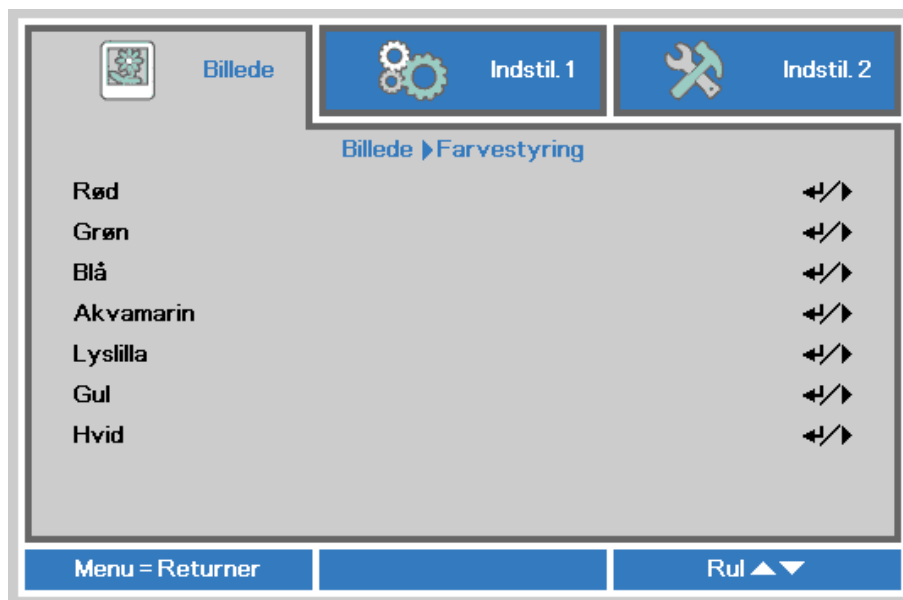 Billede
Indstil. 1
Indstil. 2
Billede ▶Farvestyring
Rød ↵/▶
Grøn ↵/▶
Blå ↵/▶
Akvamarin ↵/▶
Lyslilla ↵/▶
Gul ↵/▶
Hvid ↵/▶
Menu = Returner
Rul ▲▼